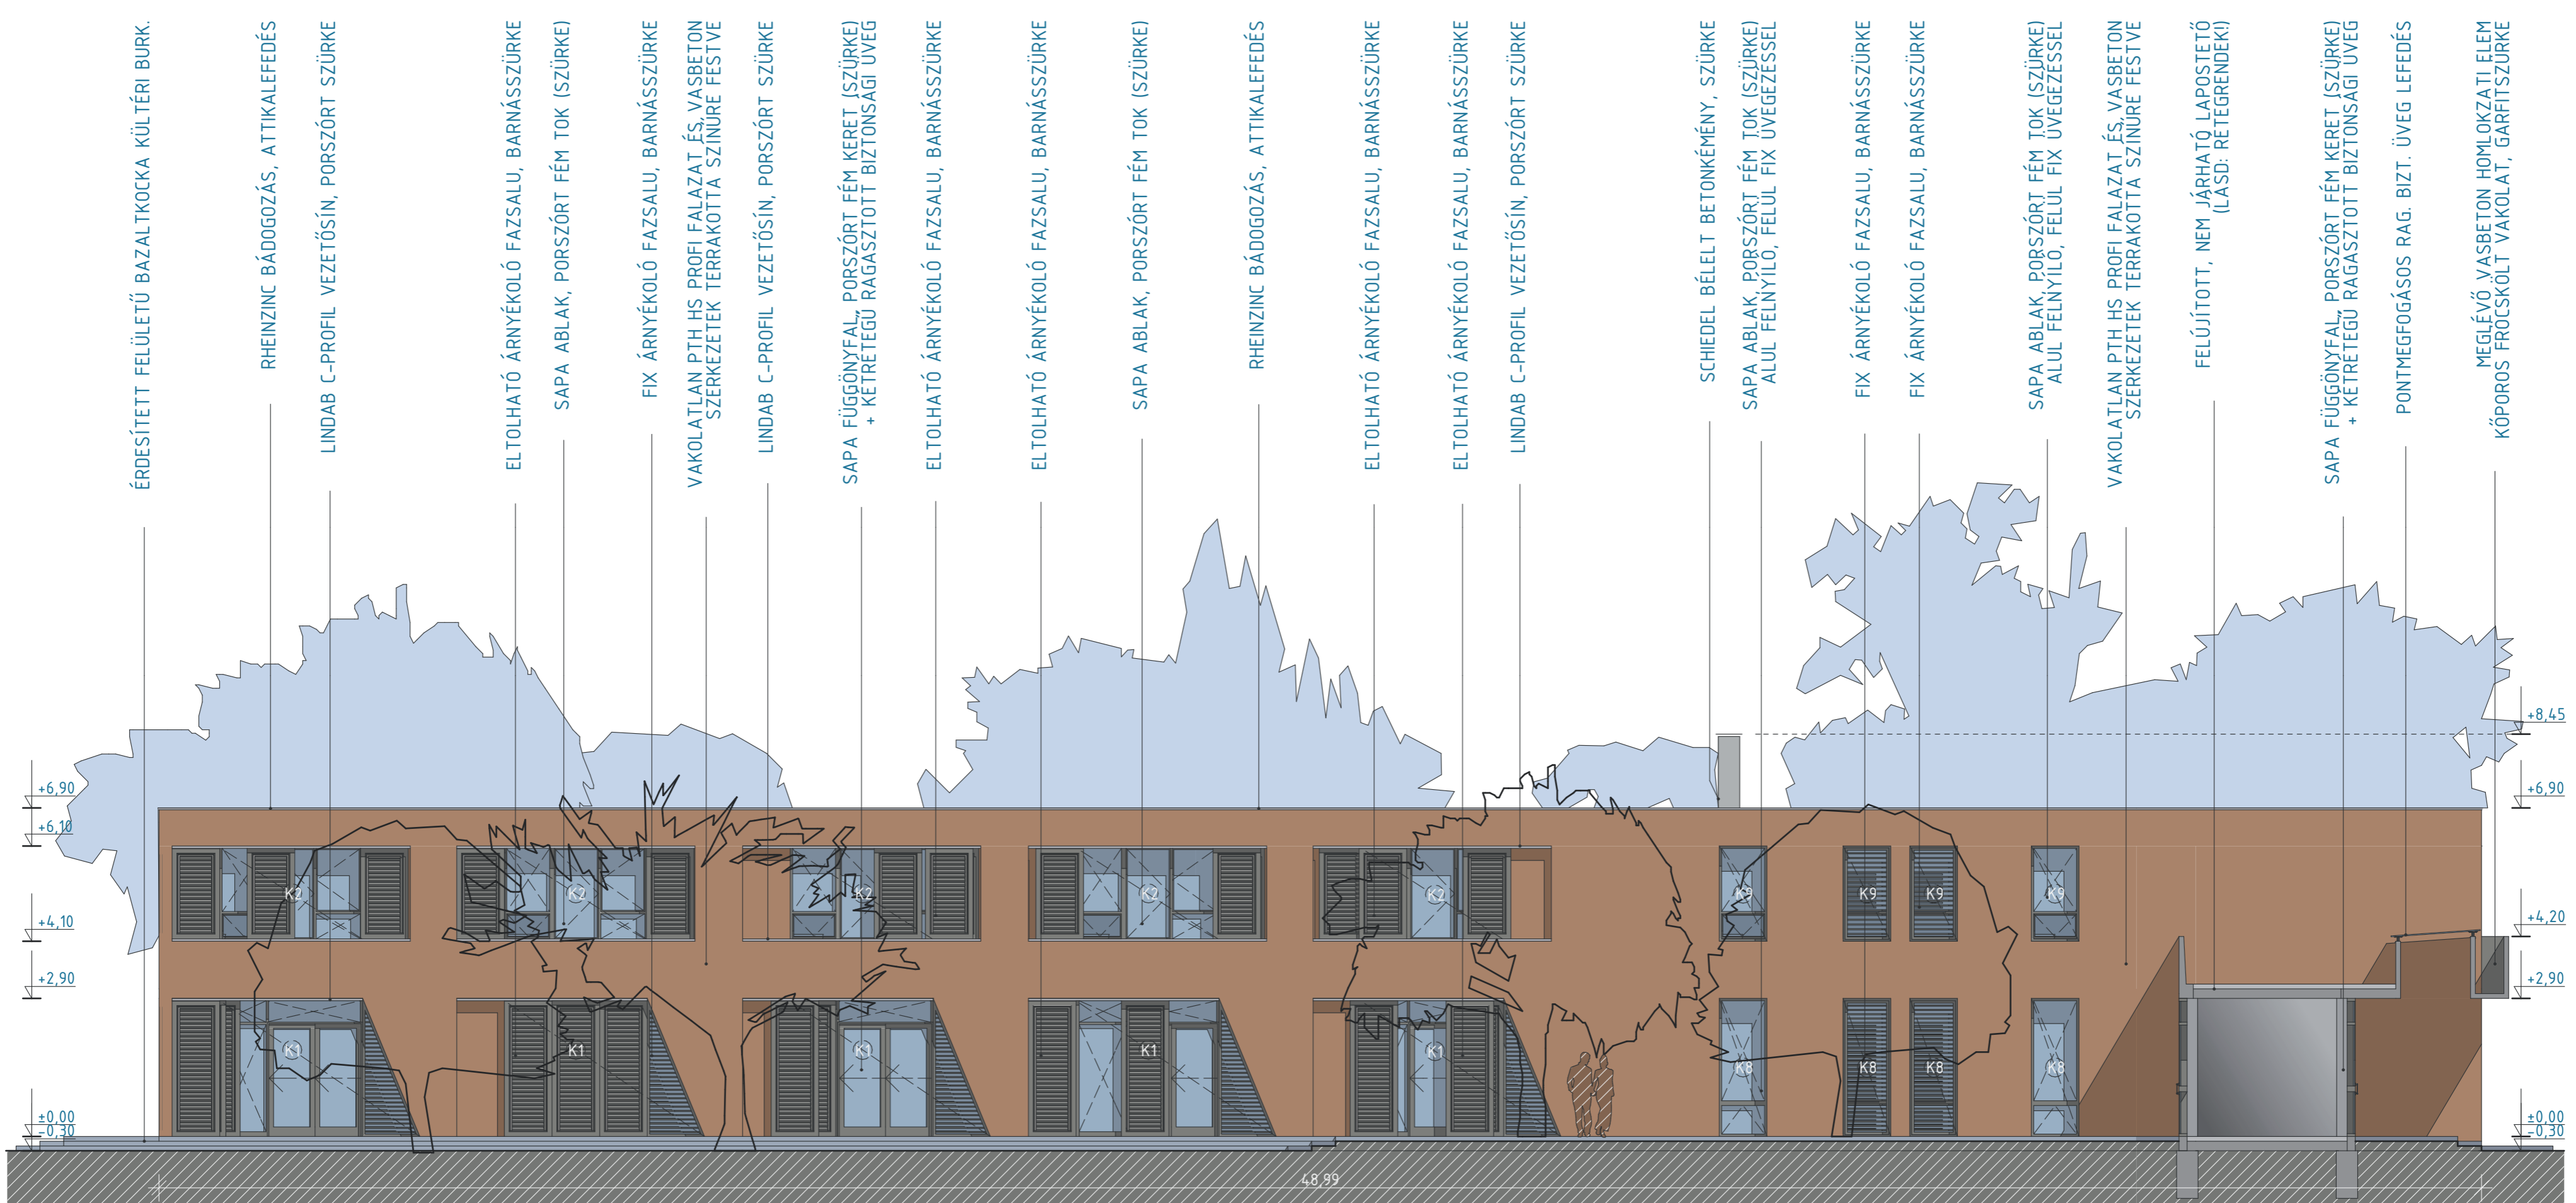 ÉRDESÍTETT FELÜLETŰ BAZALTKOCKA KÜLTÉRI BURK.
RHEINZINC BÁDOGOZÁS, ATTIKALEFEDÉS
LINDAB C-PROFIL VEZETŐSÍN, PORSZÓRT SZÜRKE
ELTOLHATÓ ÁRNYÉKOLÓ FAZSALU, BARNÁSSZÜRKE
SAPA ABLAK, PORSZÓRT FÉM TOK (SZÜRKE)
FIX ÁRNYÉKOLÓ FAZSALU, BARNÁSSZÜRKE
VAKOLATLAN PTH HS PROFI FALAZAT ÉS VASBETON
SZERKEZETEK TERRAKOTTA SZINŰRE FESTVE
LINDAB C-PROFIL VEZETŐSÍN, PORSZÓRT SZÜRKE
SAPA FÜGGÖNYFAL, PORSZÓRT FÉM KERET (SZÜRKE)
+ KÉTRÉTEGŰ RAGASZTOTT BIZTONSÁGI ÜVEG
ELTOLHATÓ ÁRNYÉKOLÓ FAZSALU, BARNÁSSZÜRKE
ELTOLHATÓ ÁRNYÉKOLÓ FAZSALU, BARNÁSSZÜRKE
SAPA ABLAK, PORSZÓRT FÉM TOK (SZÜRKE)
RHEINZINC BÁDOGOZÁS, ATTIKALEFEDÉS
ELTOLHATÓ ÁRNYÉKOLÓ FAZSALU, BARNÁSSZÜRKE
ELTOLHATÓ ÁRNYÉKOLÓ FAZSALU, BARNÁSSZÜRKE
LINDAB C-PROFIL VEZETŐSÍN, PORSZÓRT SZÜRKE
SCHIEDEL BÉLELT BETONKÉMÉNY, SZÜRKE
SAPA ABLAK, PORSZÓRT FÉM TOK (SZÜRKE)
ALUL FELNYÍLÓ, FELÜL FIX ÜVEGEZÉSSEL
FIX ÁRNYÉKOLÓ FAZSALU, BARNÁSSZÜRKE
FIX ÁRNYÉKOLÓ FAZSALU, BARNÁSSZÜRKE
SAPA ABLAK, PORSZÓRT FÉM TOK (SZÜRKE)
ALUL FELNYÍLÓ, FELÜL FIX ÜVEGEZÉSSEL
VAKOLATLAN PTH HS PROFI FALAZAT ÉS VASBETON
SZERKEZETEK TERRAKOTTA SZINŰRE FESTVE
FELÚJÍTOTT, NEM JÁRHATÓ LAPOSTETŐ
(LÁSD: RÉTEGREND EK!)
SAPA FÜGGÖNYFAL, PORSZÓRT FÉM KERET (SZÜRKE)
+ KÉTRÉTEGŰ RAGASZTOTT BIZTONSÁGI ÜVEG
PONTMEGFOGÁSOS RAG. BIZT. ÜVEG LEFEDÉS
MEGLÉVŐ VASBETON HOMLOKZATI ELEM
KŐPOROS FRÖCSKÖLT VAKOLAT, GARFITSZÜRKE
+8,45
+6,90
+6,90
+6,10
K2
K2
K2
K2
K2
K9
K9
K9
K9
+4,10
+4,20
+2,90
+2,90
K1
K1
K1
K1
K1
K8
K8
K8
K8
±0,00
-0,30
±0,00
-0,30
48,99